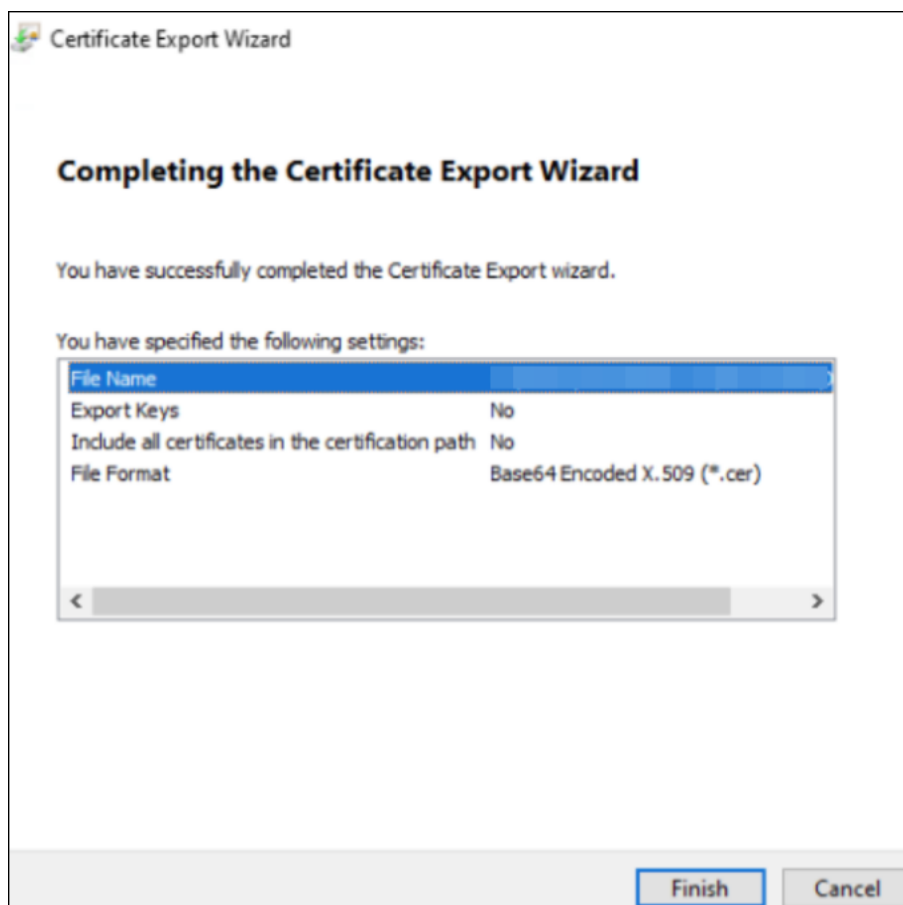 Certificate Export Wizard
Completing the Certificate Export Wizard
You have successfully completed the Certificate Export wizard.
You have specified the following settings:
File Name
Export Keys No
Include all certificates in the certification path No
File Format Base64 Encoded X.509 (*.cer)
Finish Cancel